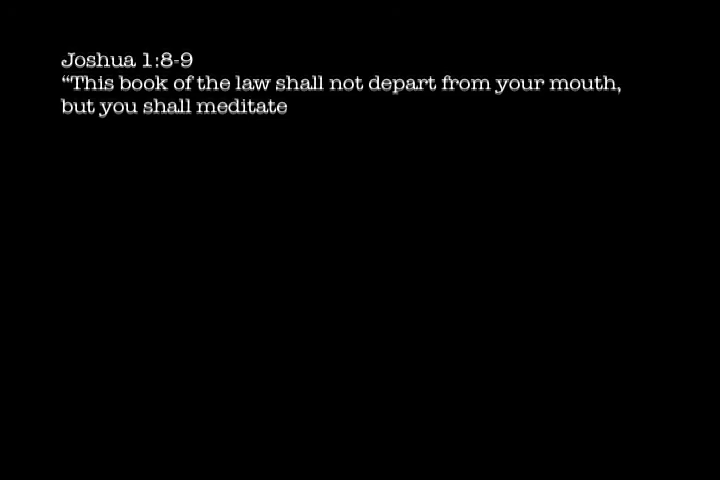 Joshua 1:8-9
“This book of the law shall not depart from your mouth,
but you shall meditate